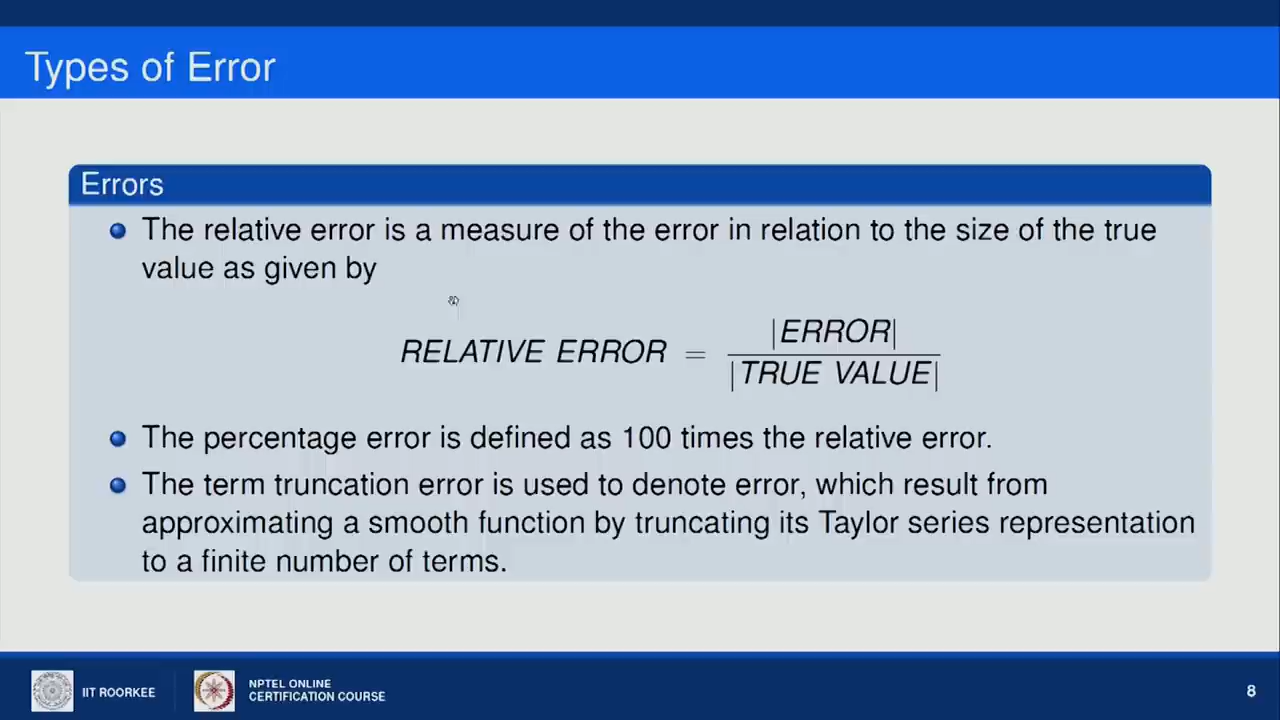 Types of Error
Errors
The relative error is a measure of the error in relation to the size of the true
value as given by
RELATIVE ERROR = |ERROR| / |TRUE VALUE|
The percentage error is defined as 100 times the relative error.
The term truncation error is used to denote error, which result from
approximating a smooth function by truncating its Taylor series representation
to a finite number of terms.
IIT ROORKEE
NPTEL ONLINE
CERTIFICATION COURSE
8